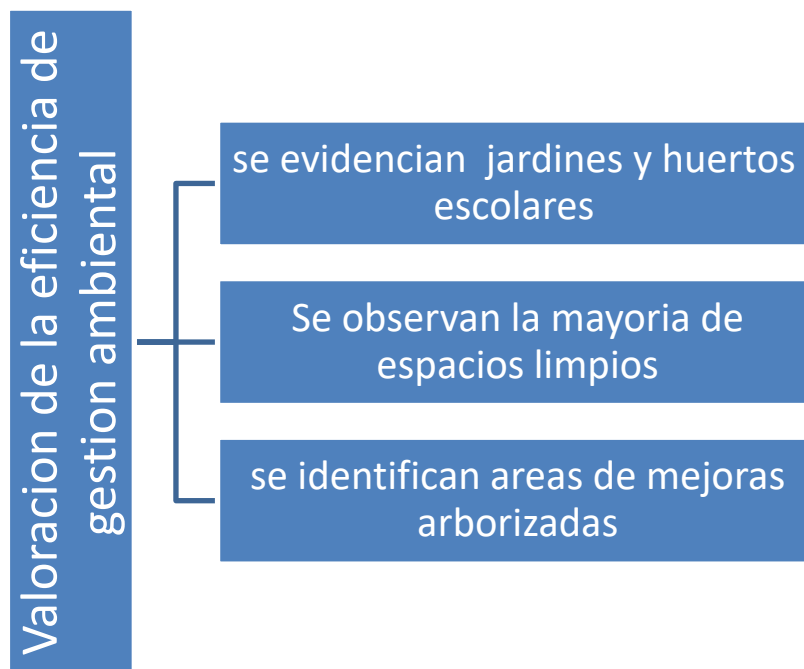 Valoracion de la eficiencia de
gestion ambiental
se evidencian jardines y huertos
escolares
Se observan la mayoria de
espacios limpios
se identifican areas de mejoras
arborizadas